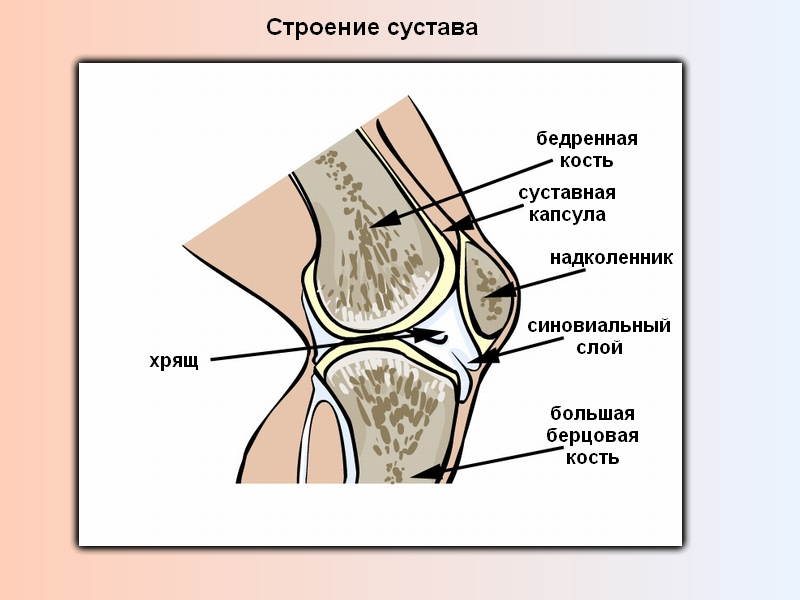 Строение сустава
бедренная
кость
суставная
капсула
надколенник
синовиальный
слой
хрящ
большая
берцовая
кость